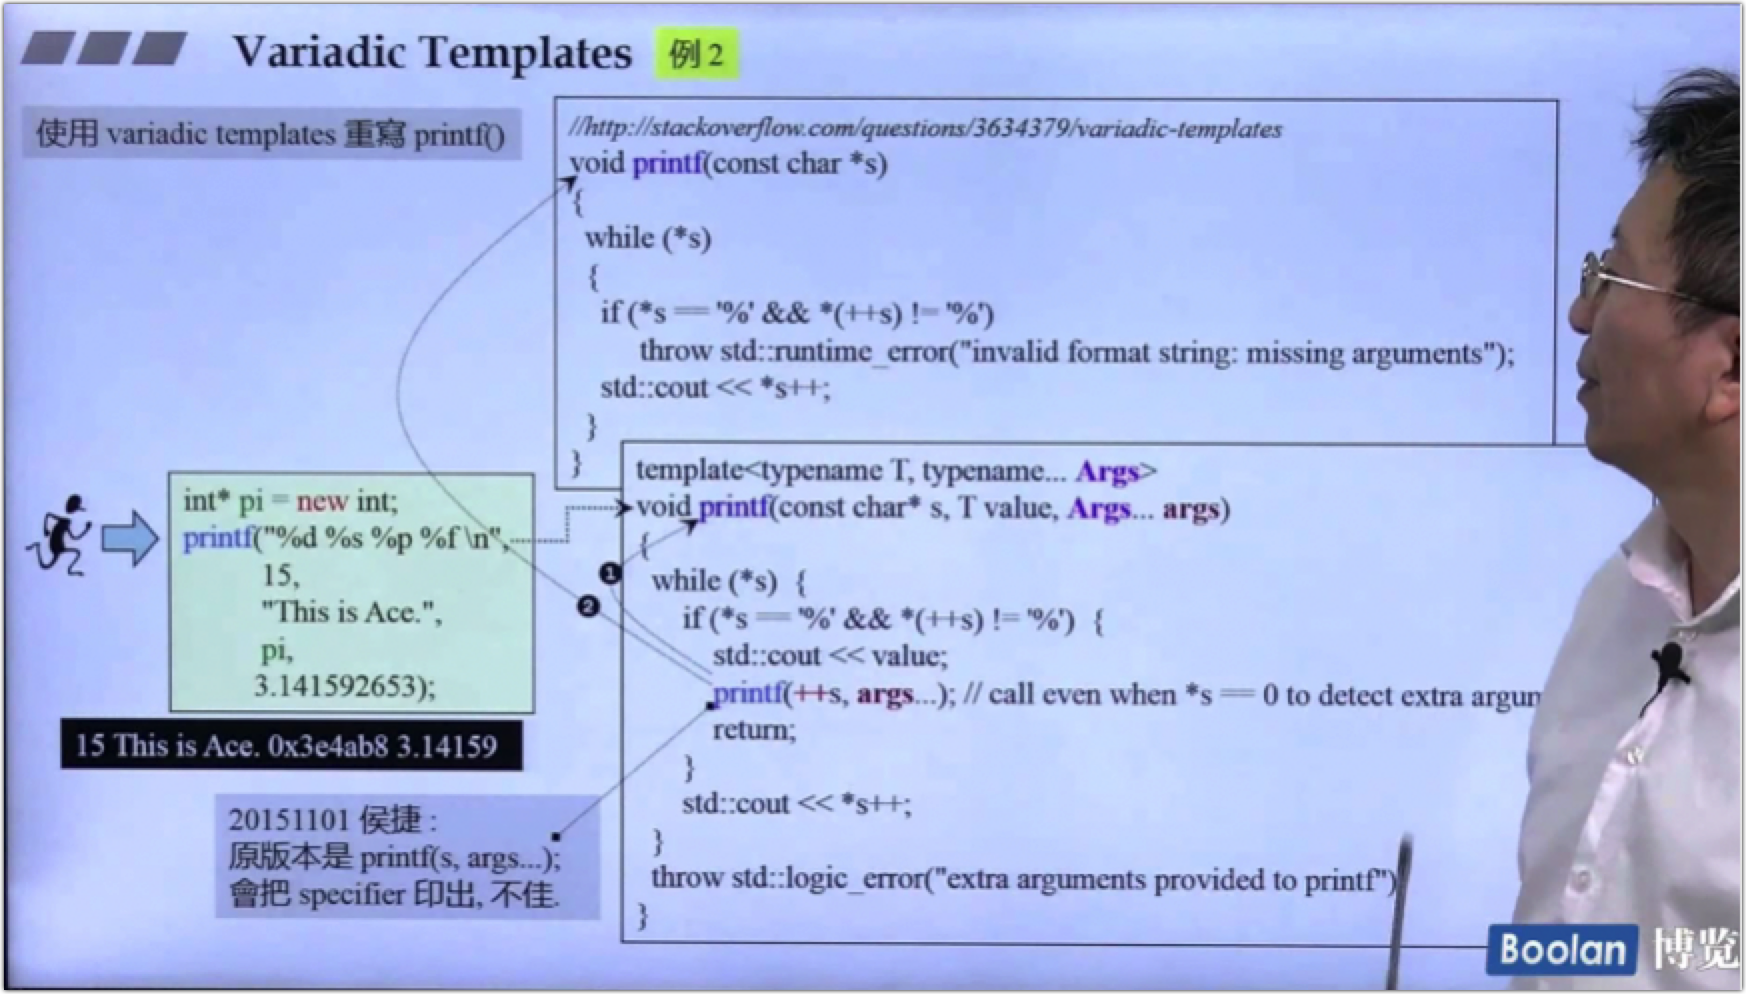 Variadic Templates 例 2
使用 variadic templates 重寫 printf()
//http://stackoverflow.com/questions/3634379/variadic-templates
void printf(const char *s)
{
while (*s)
{
if (*s == '%' && *(++s) != '%')
throw std::runtime_error("invalid format string: missing arguments");
std::cout << *s++;
}
}
template<typename T, typename... Args>
void printf(const char* s, T value, Args... args)
{
while (*s) {
if (*s == '%' && *(++s) != '%') {
std::cout << value;
printf(++s, args...); // call even when *s == 0 to detect extra argum
return;
}
std::cout << *s++;
}
throw std::logic_error("extra arguments provided to printf")
}
int* pi = new int;
printf("%d %s %p %f \n",
15,
"This is Ace.",
pi,
3.141592653);
1
2
15 This is Ace. 0x3e4ab8 3.14159
20151101 侯捷 :
原版本是 printf(s, args...);
會把 specifier 印出, 不佳.
Boolan 博览